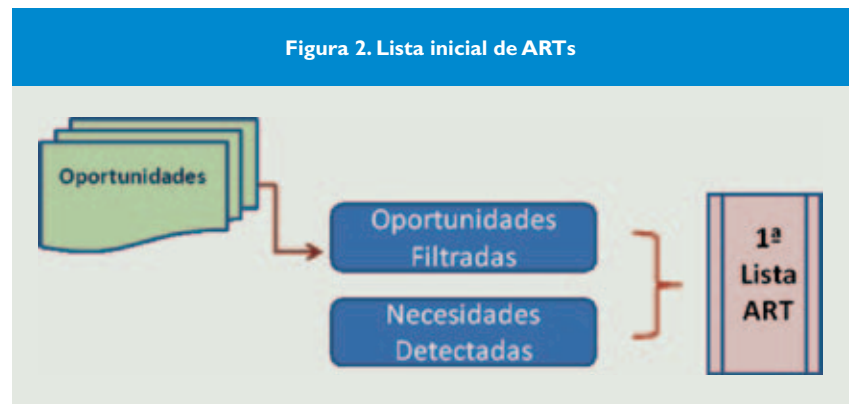 Figura 2. Lista inicial de ARTs
Oportunidades
Oportunidades
Filtradas
Necesidades
Detectadas
1ª
Lista
ART